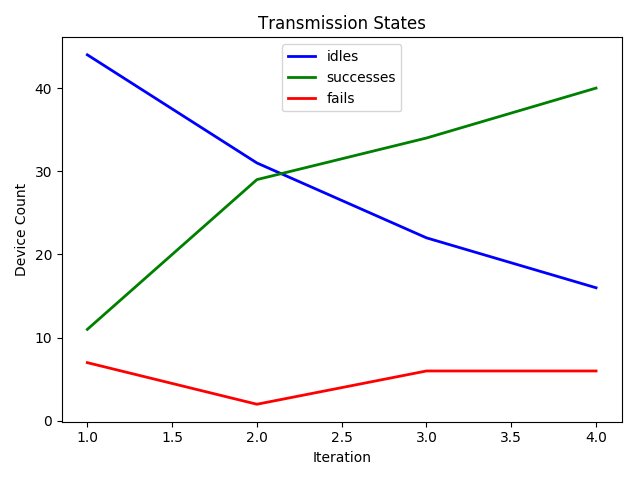 Transmission States
idles
successes
fails
Device Count
40
30
20
10
0
1.0 1.5 2.0 2.5 3.0 3.5 4.0
Iteration